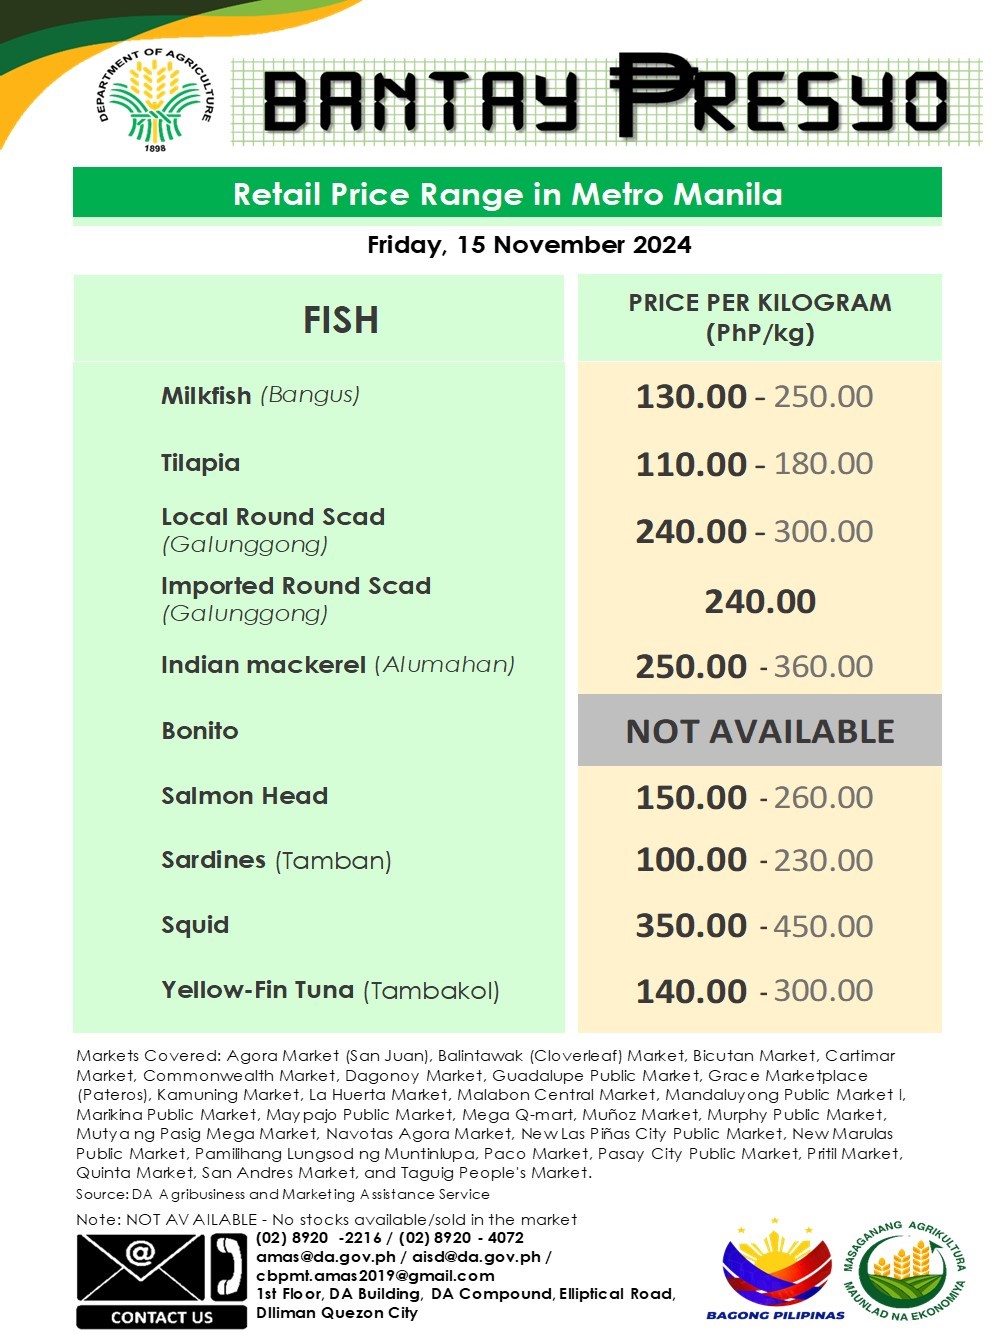 DEPARTMENT OF AGRICULTURE
1898
BANTAY PRESYO
Retail Price Range in Metro Manila
Friday, 15 November 2024
FISH
PRICE PER KILOGRAM
(PhP/kg)
Milkfish (Bangus) 130.00 - 250.00
Tilapia 110.00 - 180.00
Local Round Scad
(Galunggong) 240.00 - 300.00
Imported Round Scad
(Galunggong) 240.00
Indian mackerel (Alumahan) 250.00 - 360.00
Bonito NOT AVAILABLE
Salmon Head 150.00 - 260.00
Sardines (Tamban) 100.00 - 230.00
Squid 350.00 - 450.00
Yellow-Fin Tuna (Tambakol) 140.00 - 300.00
Markets Covered: Agora Market (San Juan), Balintawak (Cloverleaf) Market, Bicutan Market, Cartimar
Market, Commonwealth Market, Dagonoy Market, Guadalupe Public Market, Grace Marketplace
(Pateros), Kamuning Market, La Huerta Market, Malabon Central Market, Mandaluyong Public Market I,
Marikina Public Market, Maypajo Public Market, Mega Q-mart, Muñoz Market, Murphy Public Market,
Mutya ng Pasig Mega Market, Navotas Agora Market, New Las Piñas City Public Market, New Marulas
Public Market, Pamilihang Lungsod ng Muntinlupa, Paco Market, Pasay City Public Market, Pritil Market,
Quinta Market, San Andres Market, and Taguig People's Market.
Source: DA Agribusiness and Marketing Assistance Service
Note: NOT AVAILABLE - No stocks available/sold in the market
(02) 8920 -2216 / (02) 8920 - 4072
amas@da.gov.ph / aisd@da.gov.ph /
cbpmt.amas2019@gmail.com
1st Floor, DA Building, DA Compound, Elliptical Road,
DIliman Quezon City
CONTACT US
BAGONG PILIPINAS
MASAGANANG AGRIKULTURA
MAUNLAD NA EKONOMIYA